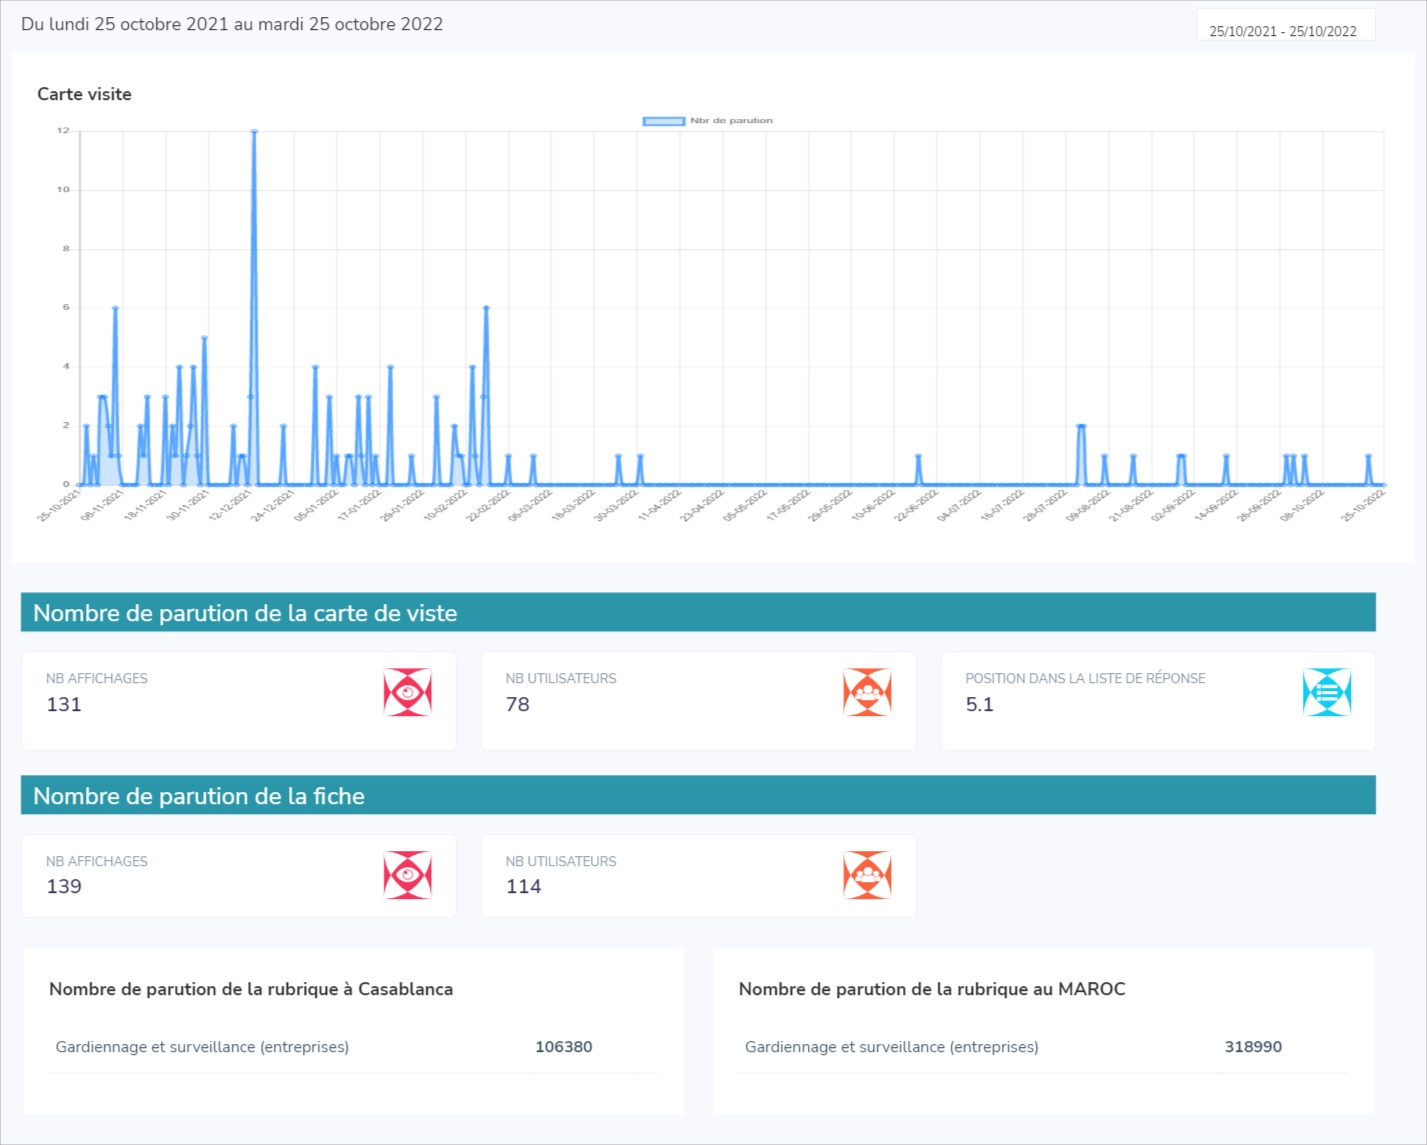 Du lundi 25 octobre 2021 au mardi 25 octobre 2022
25/10/2021 - 25/10/2022
Carte visite
Nbr de parution
12
10
8
6
4
2
0
25-10-2021
06-11-2021
18-11-2021
30-11-2021
12-12-2021
24-12-2021
05-01-2022
17-01-2022
29-01-2022
10-02-2022
22-02-2022
06-03-2022
18-03-2022
30-03-2022
11-04-2022
23-04-2022
05-05-2022
17-05-2022
29-05-2022
10-06-2022
22-06-2022
04-07-2022
16-07-2022
28-07-2022
09-08-2022
21-08-2022
02-09-2022
14-09-2022
26-09-2022
08-10-2022
25-10-2022
Nombre de parution de la carte de viste
NB AFFICHAGES
131
NB UTILISATEURS
78
POSITION DANS LA LISTE DE RÉPONSE
5.1
Nombre de parution de la fiche
NB AFFICHAGES
139
NB UTILISATEURS
114
Nombre de parution de la rubrique à Casablanca
Gardiennage et surveillance (entreprises) 106380
Nombre de parution de la rubrique au MAROC
Gardiennage et surveillance (entreprises) 318990